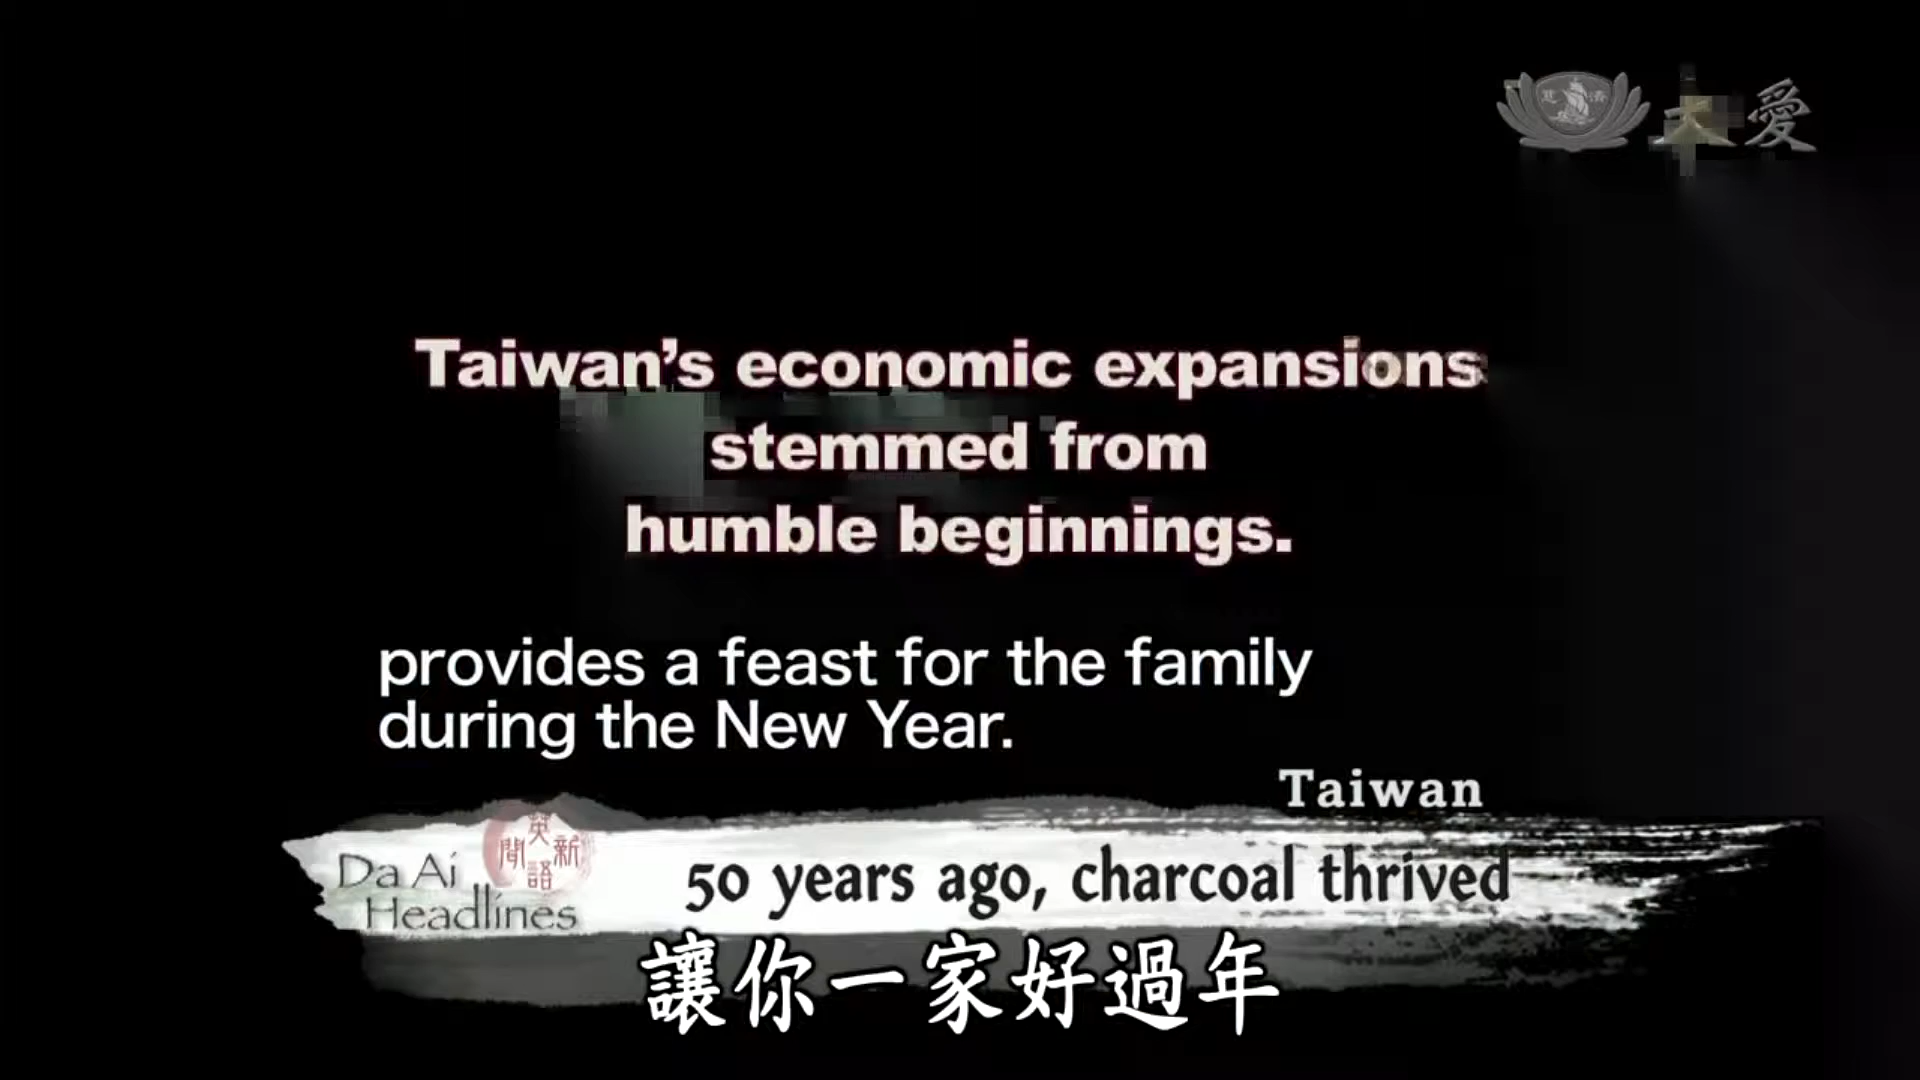 大愛
Taiwan's economic expansions
stemmed from
humble beginnings.
provides a feast for the family
during the New Year.
Taiwan
Da Ai
Headlines
英語新聞
50 years ago, charcoal thrived
讓你一家好過年